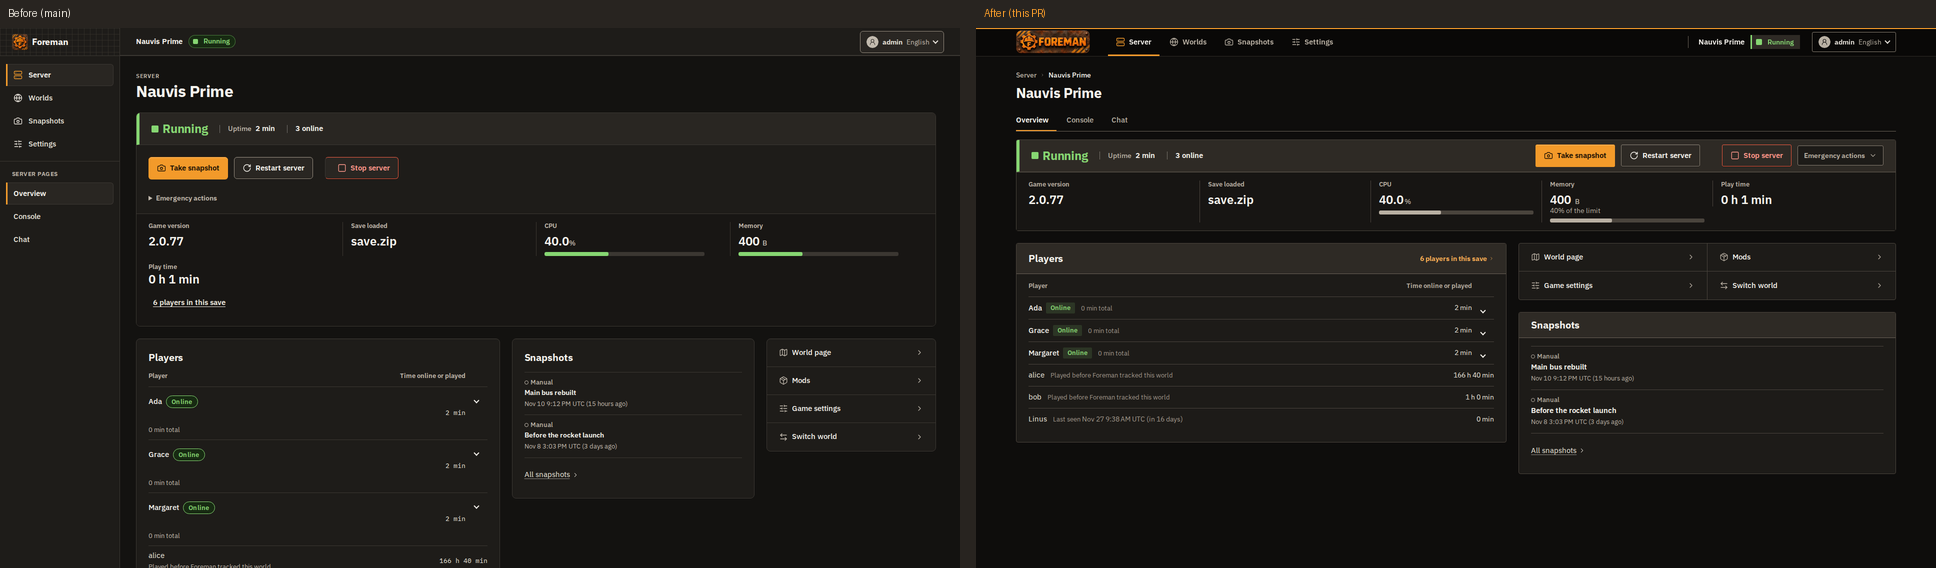 Before (main)
Foreman
Nauvis Prime Running
admin English
Server
Worlds
Snapshots
Settings
SERVER PAGES
Overview
Console
Chat
SERVER
Nauvis Prime
Running Uptime 2 min 3 online
Take snapshot Restart server Stop server
Emergency actions
Game version Save loaded CPU Memory
2.0.77 save.zip 40.0% 400 B
Play time
0 h 1 min
6 players in this save
Players
Player Time online or played
Ada Online
2 min
0 min total
Grace Online
2 min
0 min total
Margaret Online
2 min
0 min total
alice
166 h 40 min
Played before Foreman tracked this world
Snapshots
Manual
Main bus rebuilt
Nov 10 9:12 PM UTC (15 hours ago)
Manual
Before the rocket launch
Nov 8 3:03 PM UTC (3 days ago)
All snapshots
World page
Mods
Game settings
Switch world
After (this PR)
FOREMAN Server Worlds Snapshots Settings
Nauvis Prime Running admin English
Server Nauvis Prime
Nauvis Prime
Overview Console Chat
Running Uptime 2 min 3 online Take snapshot Restart server Stop server Emergency actions
Game version Save loaded CPU Memory Play time
2.0.77 save.zip 40.0% 400 B 0 h 1 min
40% of the limit
Players 6 players in this save
Player Time online or played
Ada Online 0 min total 2 min
Grace Online 0 min total 2 min
Margaret Online 0 min total 2 min
alice Played before Foreman tracked this world 166 h 40 min
bob Played before Foreman tracked this world 1 h 0 min
Linus Last seen Nov 27 9:38 AM UTC (in 16 days) 0 min
World page Mods
Game settings Switch world
Snapshots
Manual
Main bus rebuilt
Nov 10 9:12 PM UTC (15 hours ago)
Manual
Before the rocket launch
Nov 8 3:03 PM UTC (3 days ago)
All snapshots